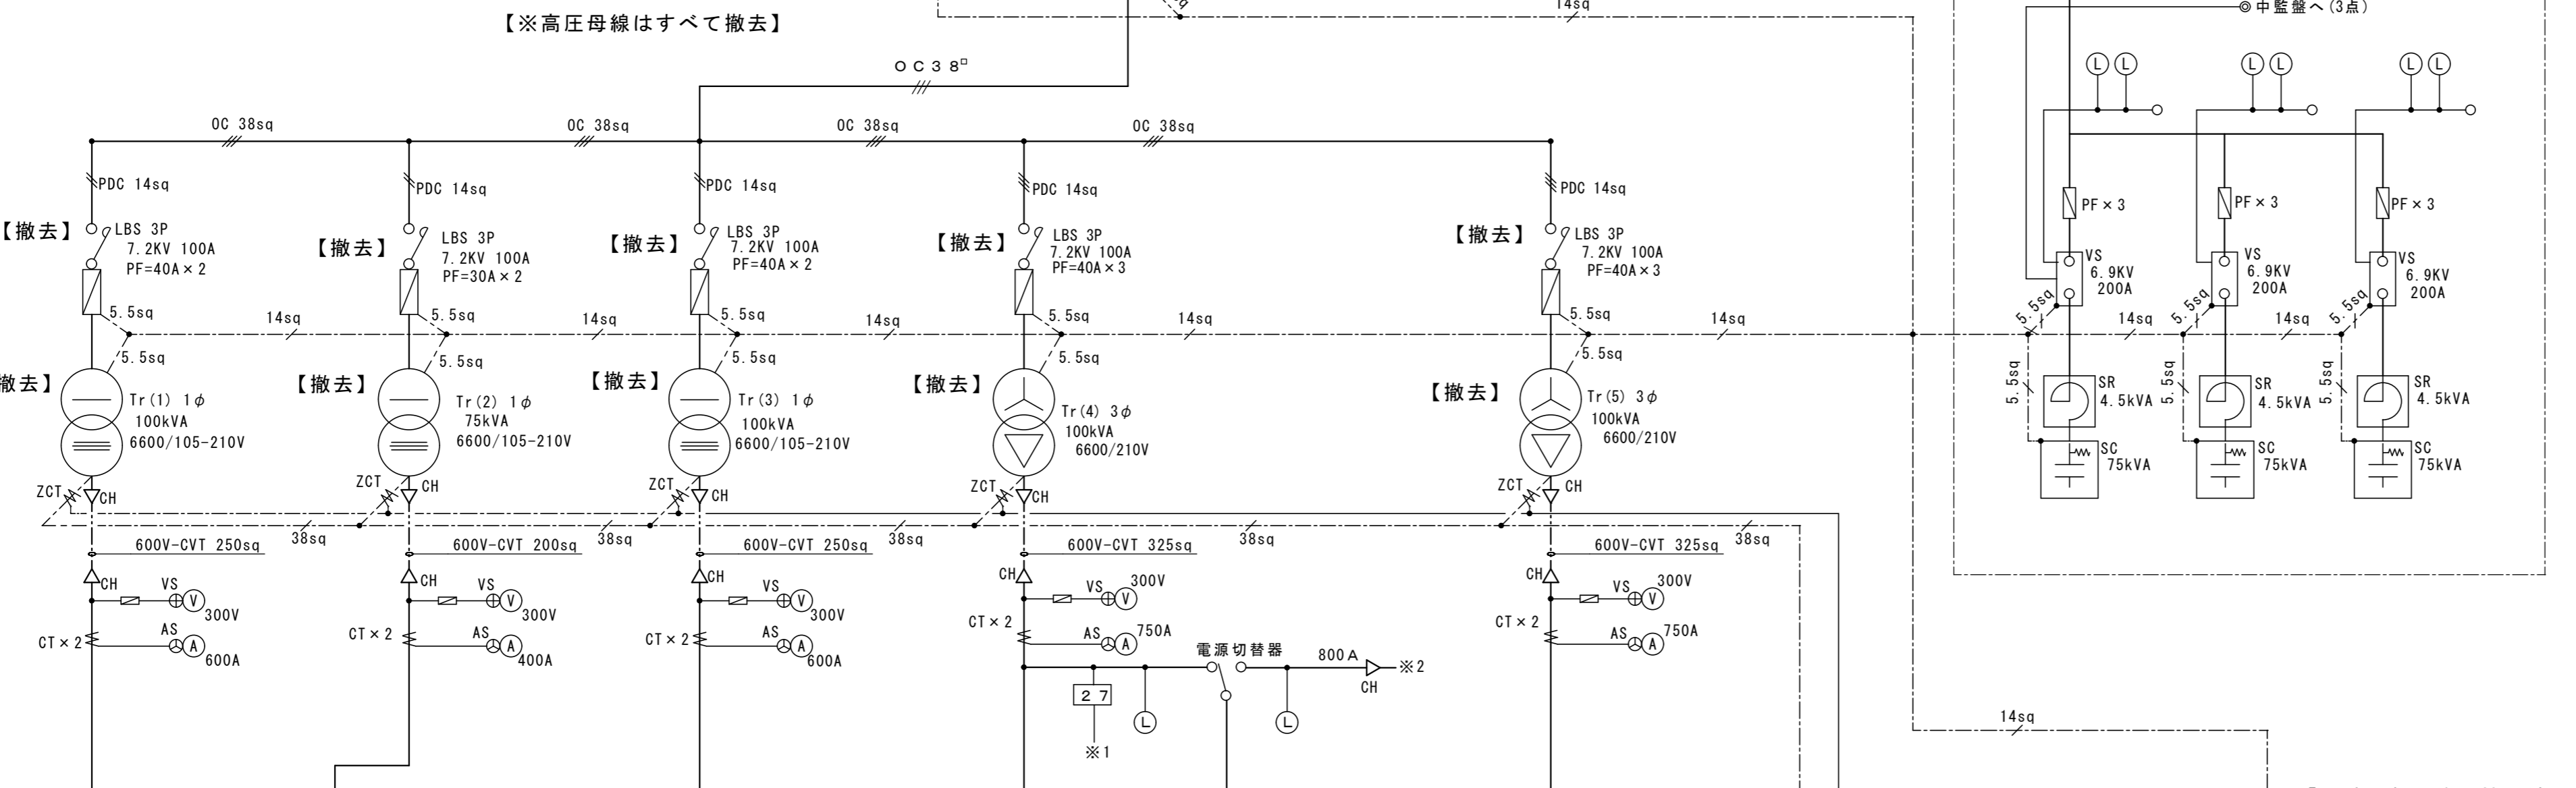 【※高圧母線はすべて撤去】
14sq
◎中監盤へ(3点)
ＯＣ３８□
L L
L L
L L
OC 38sq
OC 38sq
OC 38sq
OC 38sq
PDC 14sq
PDC 14sq
PDC 14sq
PDC 14sq
PDC 14sq
PF×3
PF×3
PF×3
【撤去】
LBS 3P
7.2KV 100A
PF=40A×2
【撤去】
LBS 3P
7.2KV 100A
PF=30A×2
【撤去】
LBS 3P
7.2KV 100A
PF=40A×2
【撤去】
LBS 3P
7.2KV 100A
PF=40A×3
【撤去】
LBS 3P
7.2KV 100A
PF=40A×3
VS
6.9KV
200A
VS
6.9KV
200A
VS
6.9KV
200A
5.5sq
5.5sq
5.5sq
5.5sq
5.5sq
5.5sq
5.5sq
5.5sq
14sq
14sq
14sq
14sq
14sq
14sq
14sq
5.5sq
5.5sq
5.5sq
5.5sq
5.5sq
5.5sq
5.5sq
5.5sq
撤去】
Tr(1) 1φ
100kVA
6600/105-210V
【撤去】
Tr(2) 1φ
75kVA
6600/105-210V
【撤去】
Tr(3) 1φ
100kVA
6600/105-210V
【撤去】
Tr(4) 3φ
100kVA
6600/210V
【撤去】
Tr(5) 3φ
100kVA
6600/210V
SR
4.5kVA
SR
4.5kVA
SR
4.5kVA
SC
75kVA
SC
75kVA
SC
75kVA
ZCT
CH
ZCT
CH
ZCT
CH
ZCT
CH
ZCT
CH
38sq
38sq
38sq
38sq
38sq
600V-CVT 250sq
600V-CVT 200sq
600V-CVT 250sq
600V-CVT 325sq
600V-CVT 325sq
CH
VS
V
300V
CH
VS
V
300V
CH
VS
V
300V
CH
VS
V
300V
CH
VS
V
300V
CT×2
AS
A
600A
CT×2
AS
A
400A
CT×2
AS
A
600A
CT×2
AS
A
750A
CT×2
AS
A
750A
電源切替器
800A
CH
※2
２７
L
L
※1
14sq